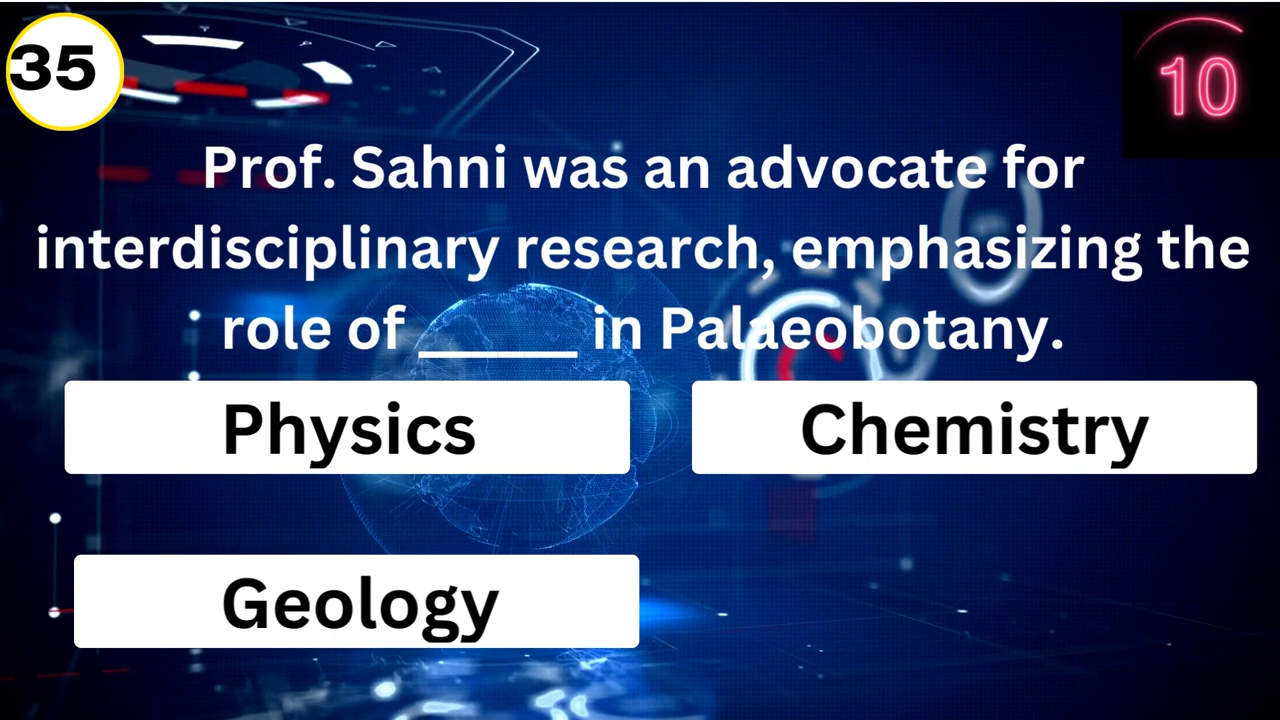 35
10
Prof. Sahni was an advocate for
interdisciplinary research, emphasizing the
role of ______ in Palaeobotany.
Physics
Chemistry
Geology